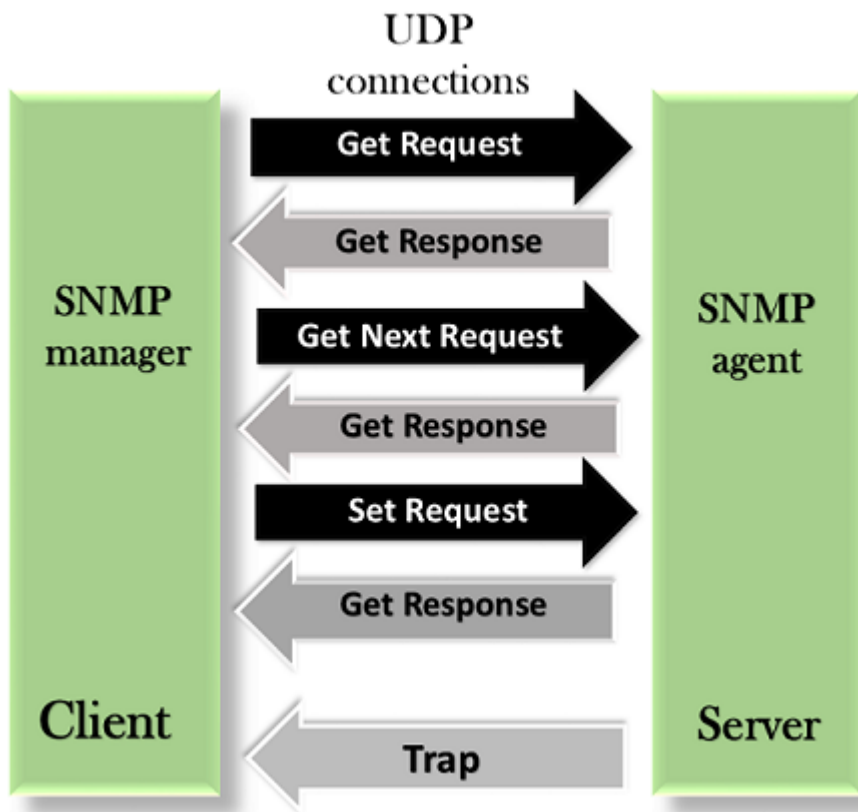 UDP
connections
Get Request
Get Response
SNMP
manager
Get Next Request
SNMP
agent
Get Response
Set Request
Get Response
Client
Trap
Server